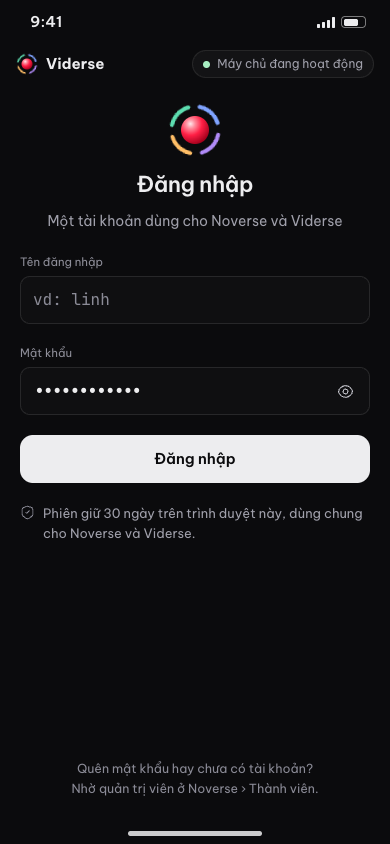 9:41
Viderse
Máy chủ đang hoạt động
Đăng nhập
Một tài khoản dùng cho Noverse và Viderse
Tên đăng nhập
vd: linh
Mật khẩu
••••••••••••
Đăng nhập
Phiên giữ 30 ngày trên trình duyệt này, dùng chung
cho Noverse và Viderse.
Quên mật khẩu hay chưa có tài khoản?
Nhờ quản trị viên ở Noverse › Thành viên.